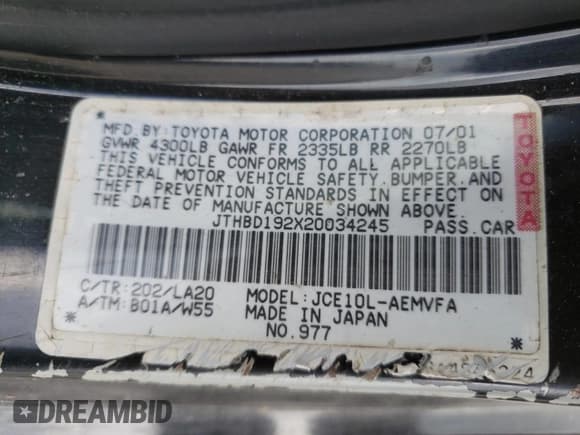 MFD. BY: TOYOTA MOTOR CORPORATION 07/01
GVWR 4300LB GAWR FR 2335LB RR 2270LB
THIS VEHICLE CONFORMS TO ALL APPLICABLE
FEDERAL MOTOR VEHICLE SAFETY, BUMPER, AND
THEFT PREVENTION STANDARDS IN EFFECT ON
THE DATE OF MANUFACTURE SHOWN ABOVE.
JTHBD192X20034245 PASS. CAR
TOYOTA
C/TR: 202/LA20 MODEL: JCE10L-AEMVFA
A/TM: B01A/W55 MADE IN JAPAN
NO. 977
DREAMBID